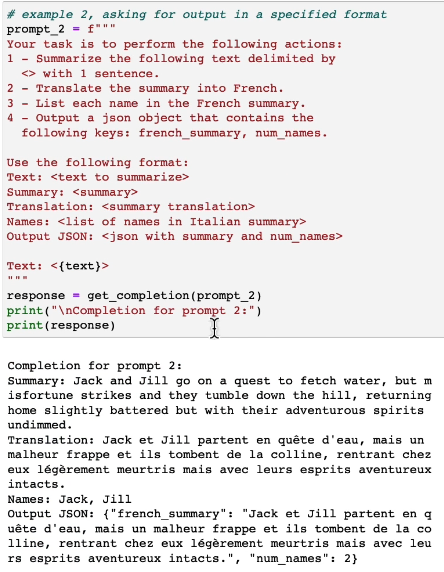 # example 2, asking for output in a specified format
prompt_2 = f"""
Your task is to perform the following actions:
1 - Summarize the following text delimited by
  <> with 1 sentence.
2 - Translate the summary into French.
3 - List each name in the French summary.
4 - Output a json object that contains the
  following keys: french_summary, num_names.

Use the following format:
Text: <text to summarize>
Summary: <summary>
Translation: <summary translation>
Names: <list of names in Italian summary>
Output JSON: <json with summary and num_names>

Text: <{text}>
"""
response = get_completion(prompt_2)
print("\nCompletion for prompt 2:")
print(response)

Completion for prompt 2:
Summary: Jack and Jill go on a quest to fetch water, but m
isfortune strikes and they tumble down the hill, returning
home slightly battered but with their adventurous spirits
undimmed.
Translation: Jack et Jill partent en quête d'eau, mais un
malheur frappe et ils tombent de la colline, rentrant chez
eux légèrement meurtris mais avec leurs esprits aventureux
intacts.
Names: Jack, Jill
Output JSON: {"french_summary": "Jack et Jill partent en q
uête d'eau, mais un malheur frappe et ils tombent de la co
lline, rentrant chez eux légèrement meurtris mais avec leu
rs esprits aventureux intacts.", "num_names": 2}